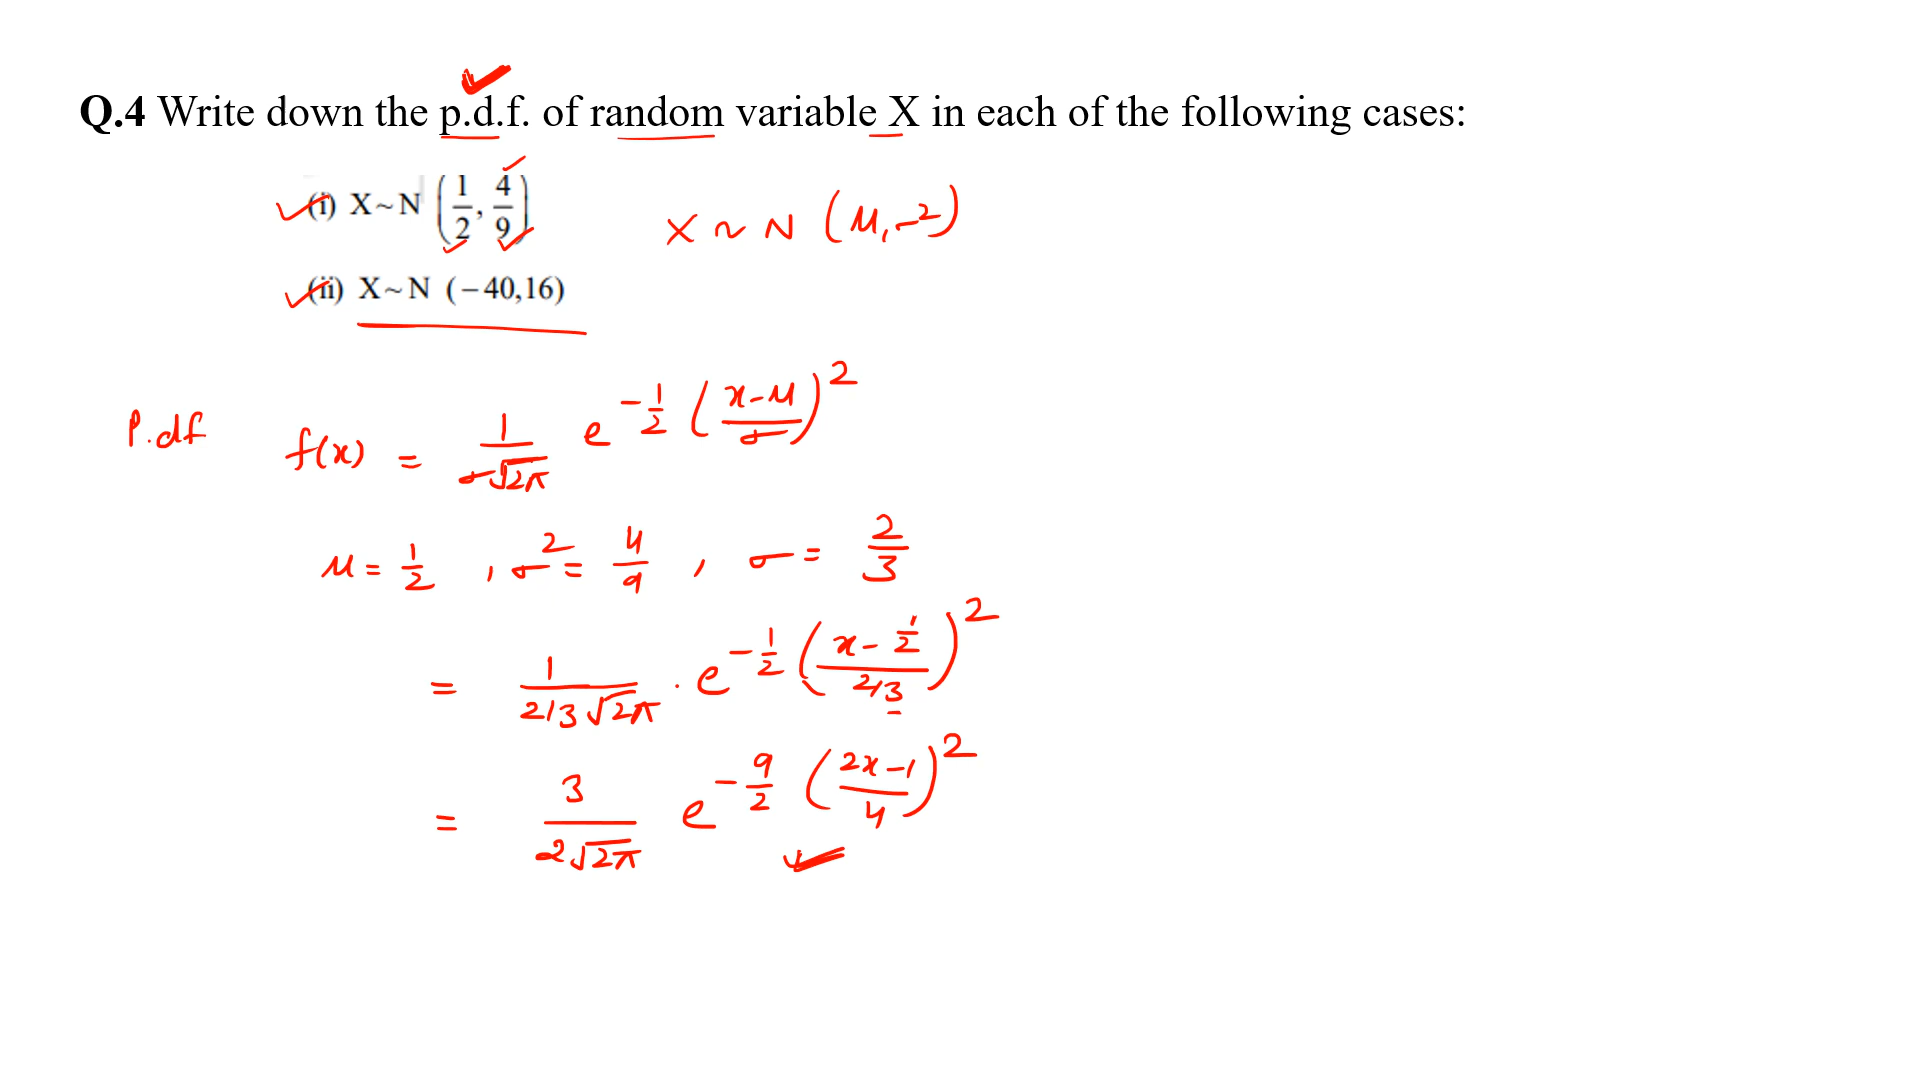 Q.4 Write down the p.d.f. of random variable X in each of the following cases:
(i) X~N (1/2, 4/9)
X ~ N (μ, σ²)
(ii) X~N (−40,16)
P.df f(x) = 1/(σ√2π) e^(-1/2 ((x-μ)/σ)^2)
μ = 1/2 , σ² = 4/9 , σ = 2/3
= 1/(2/3 √2π) . e^(-1/2 ((x - 1/2)/(2/3))^2)
= 3/(2√2π) e^(-9/2 ((2x-1)/4)^2)